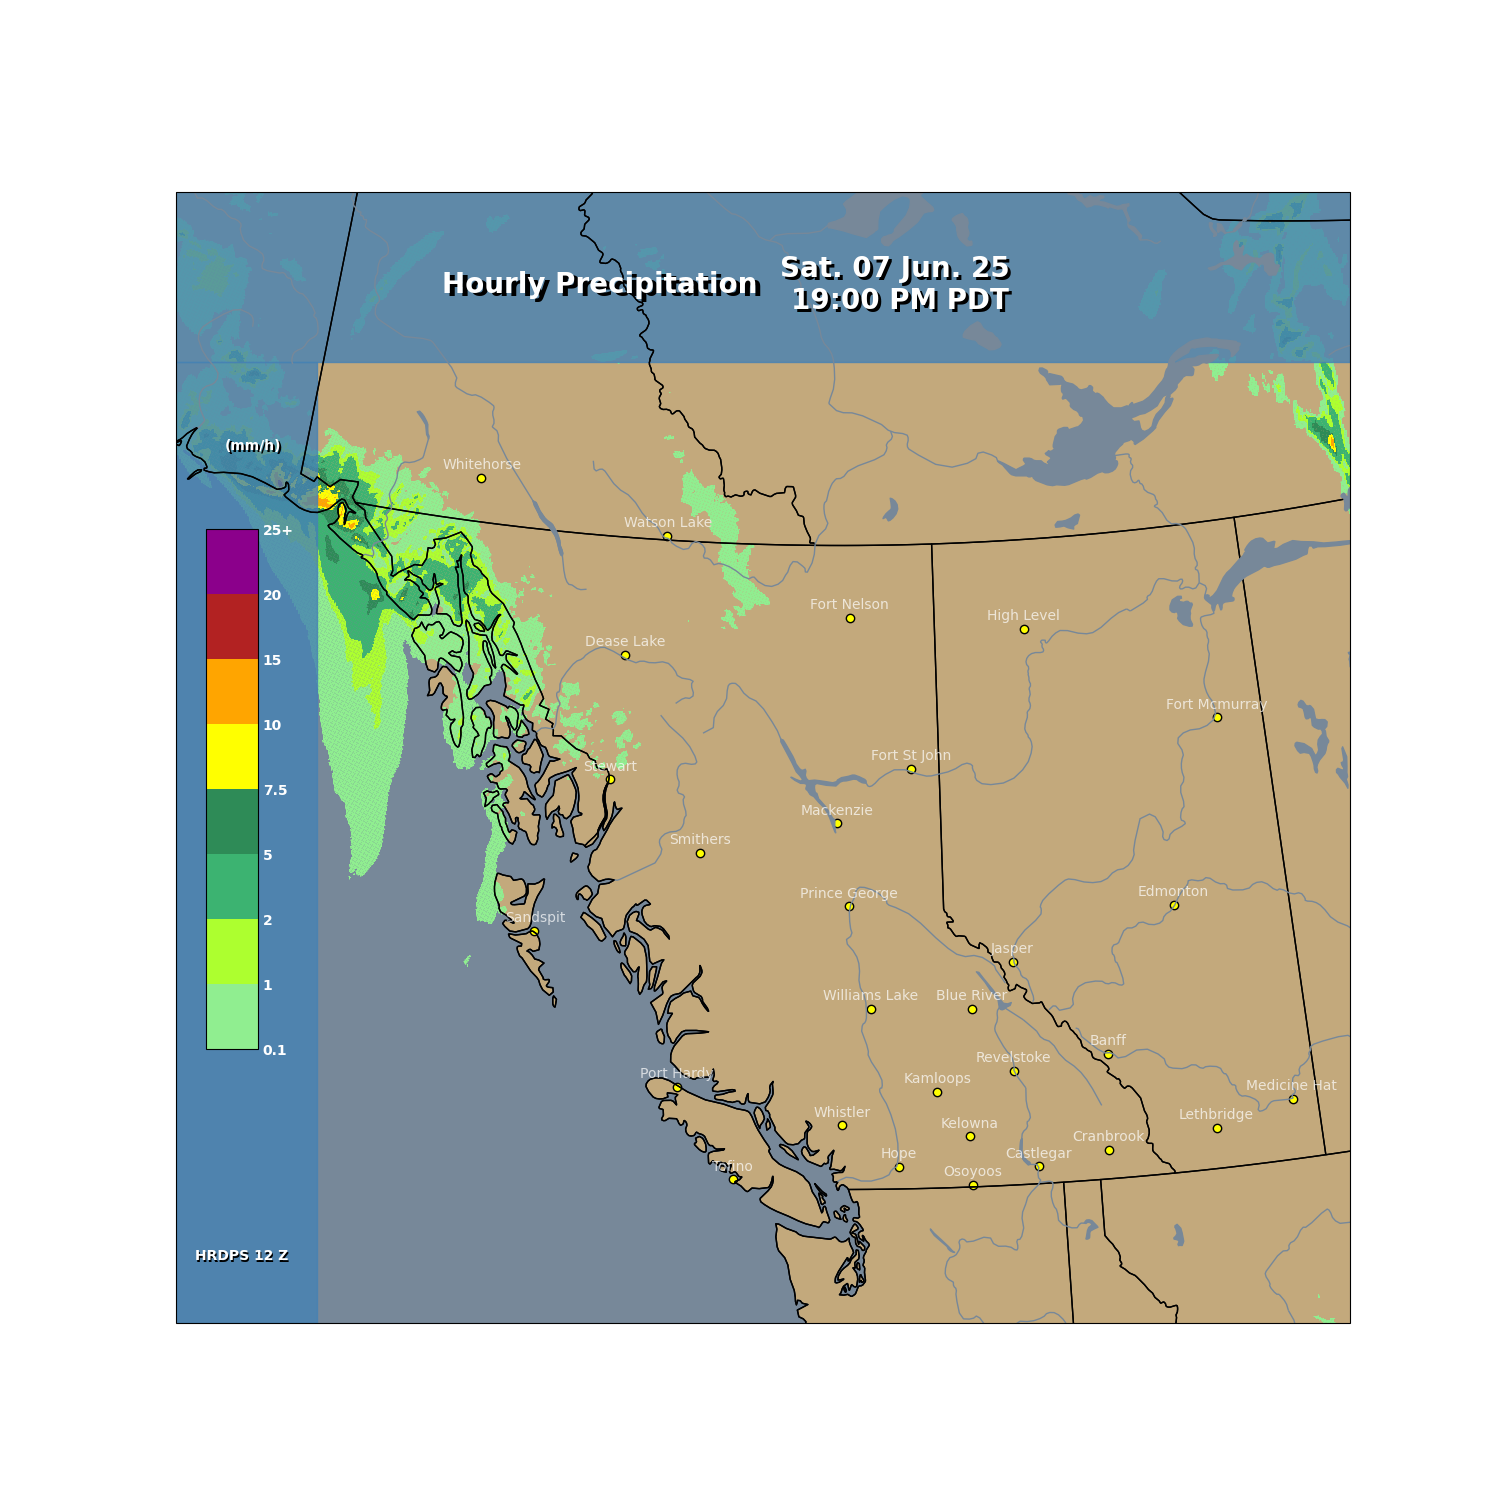 Sat. 07 Jun. 25
Hourly Precipitation
19:00 PM PDT
(mm/h)
Whitehorse
Watson Lake
25+
20
Fort Nelson
High Level
Dease Lake
15
Fort Mcmurray
10
Fort St John
Stewart
7.5
Mackenzie
Smithers
5
Edmonton
Prince George
2
Sandspit
Jasper
1
Williams Lake
Blue River
Banff
0.1
Revelstoke
Port Hardy
Kamloops
Medicine Hat
Whistler
Lethbridge
Kelowna
Cranbrook
Hope
Castlegar
Tofino
Osoyoos
HRDPS 12 Z